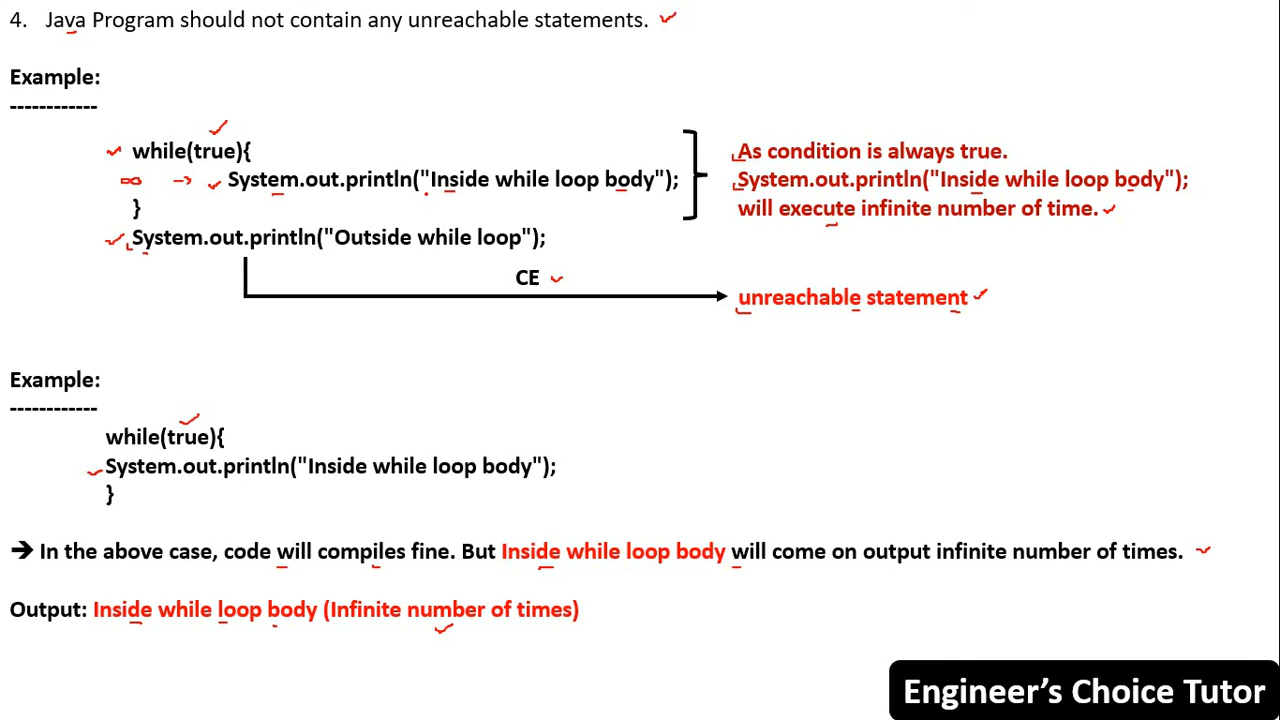 4. Java Program should not contain any unreachable statements.
Example:
------------
while(true){
System.out.println("Inside while loop body");
}
System.out.println("Outside while loop");
As condition is always true.
System.out.println("Inside while loop body");
will execute infinite number of time.
CE
unreachable statement
Example:
------------
while(true){
System.out.println("Inside while loop body");
}
➔ In the above case, code will compiles fine. But Inside while loop body will come on output infinite number of times.
Output: Inside while loop body (Infinite number of times)
Engineer's Choice Tutor